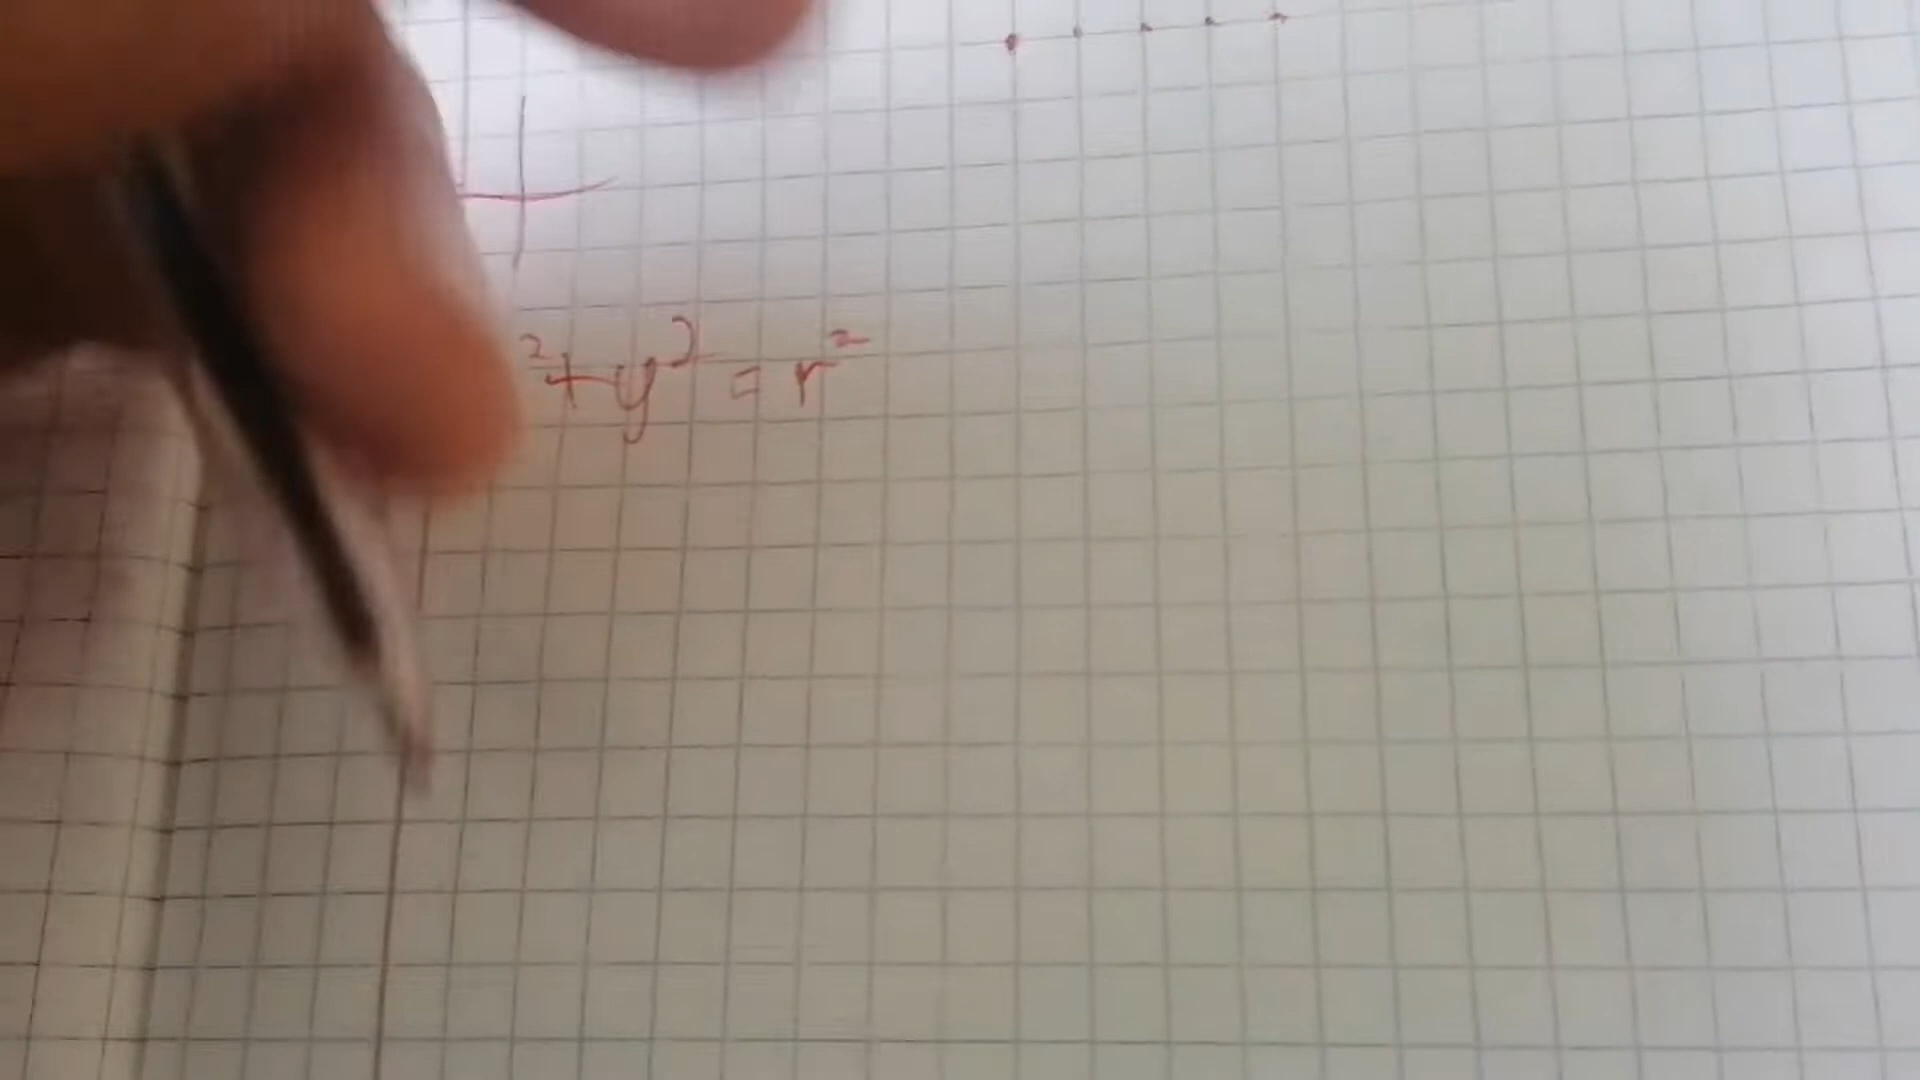 ² + y² = r²